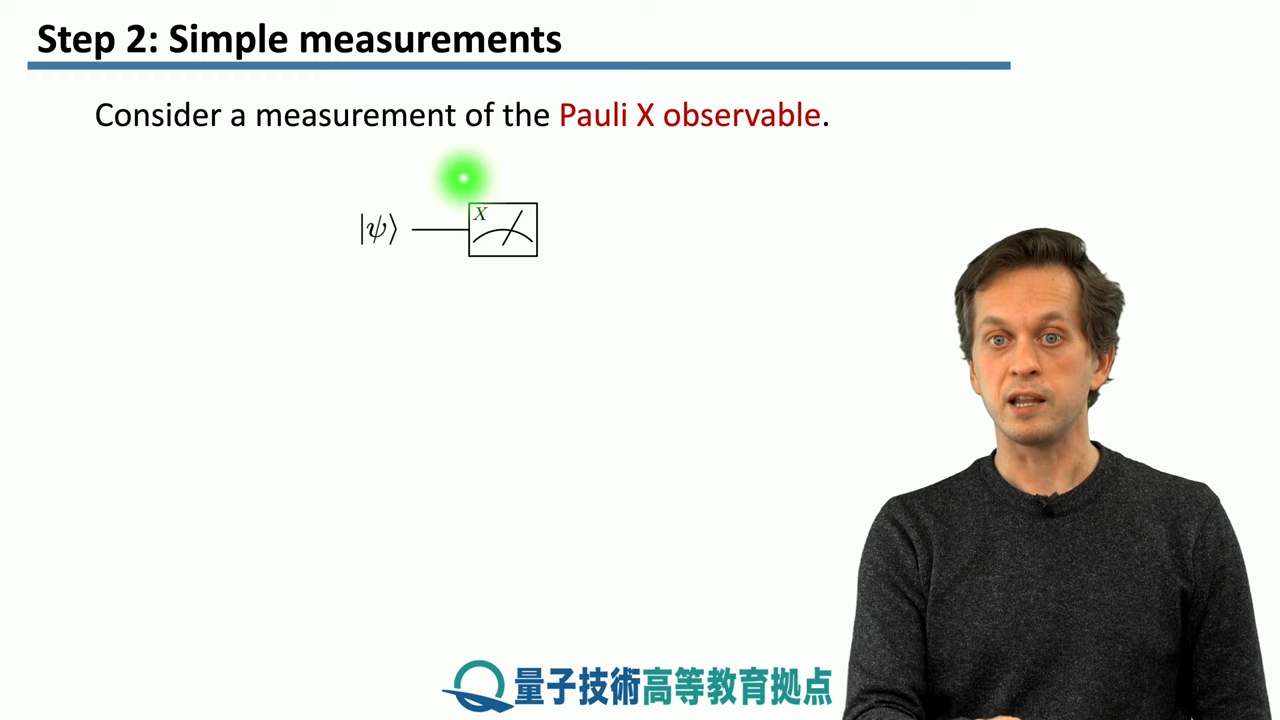 Step 2: Simple measurements
Consider a measurement of the Pauli X observable.
X
|ψ⟩
量子技術高等教育拠点